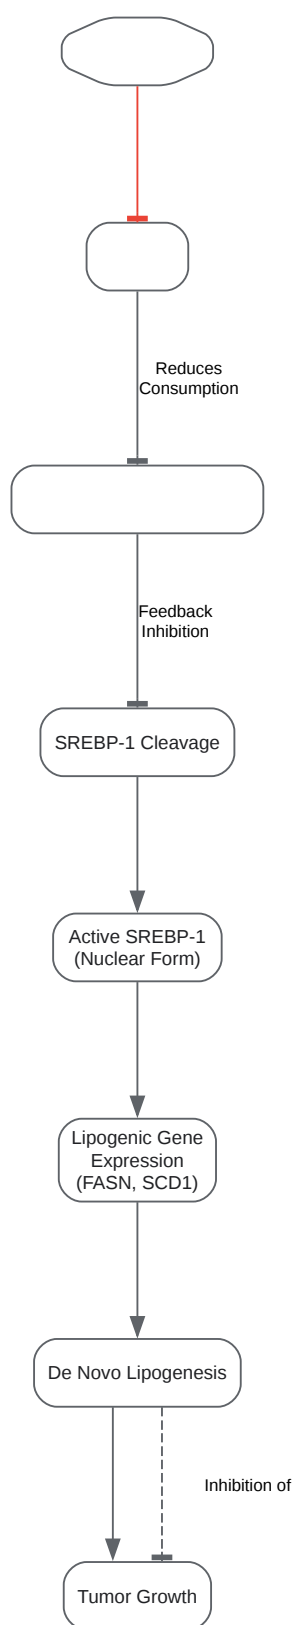 Reduces
Consumption
Feedback
Inhibition
SREBP-1 Cleavage
Active SREBP-1
(Nuclear Form)
Lipogenic Gene
Expression
(FASN, SCD1)
De Novo Lipogenesis
Inhibition of
Tumor Growth